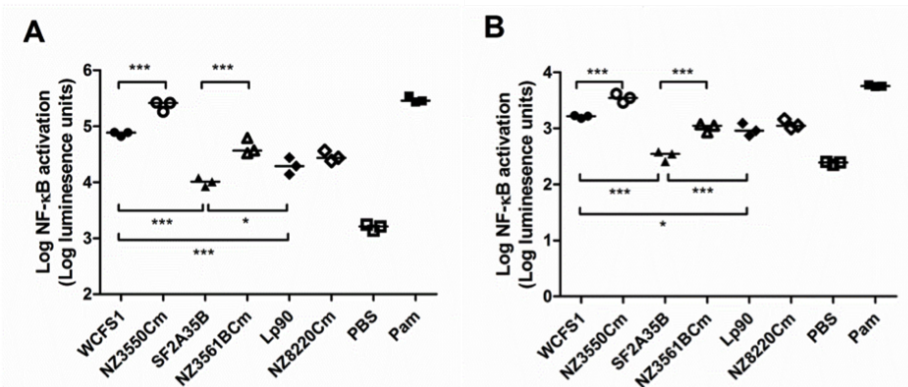 A
Log NF-κB activation
(Log luminesence units)
6
5
4
3
2
***
***
***
*
***
WCFS1
NZ3550Cm
SF2A35B
NZ3561BCm
Lp90
NZ8220Cm
PBS
Pam
B
Log NF-κB activation
(Log luminesence units)
4
3
2
1
0
***
***
***
***
*
WCFS1
NZ3550Cm
SF2A35B
NZ3561BCm
Lp90
NZ8220Cm
PBS
Pam